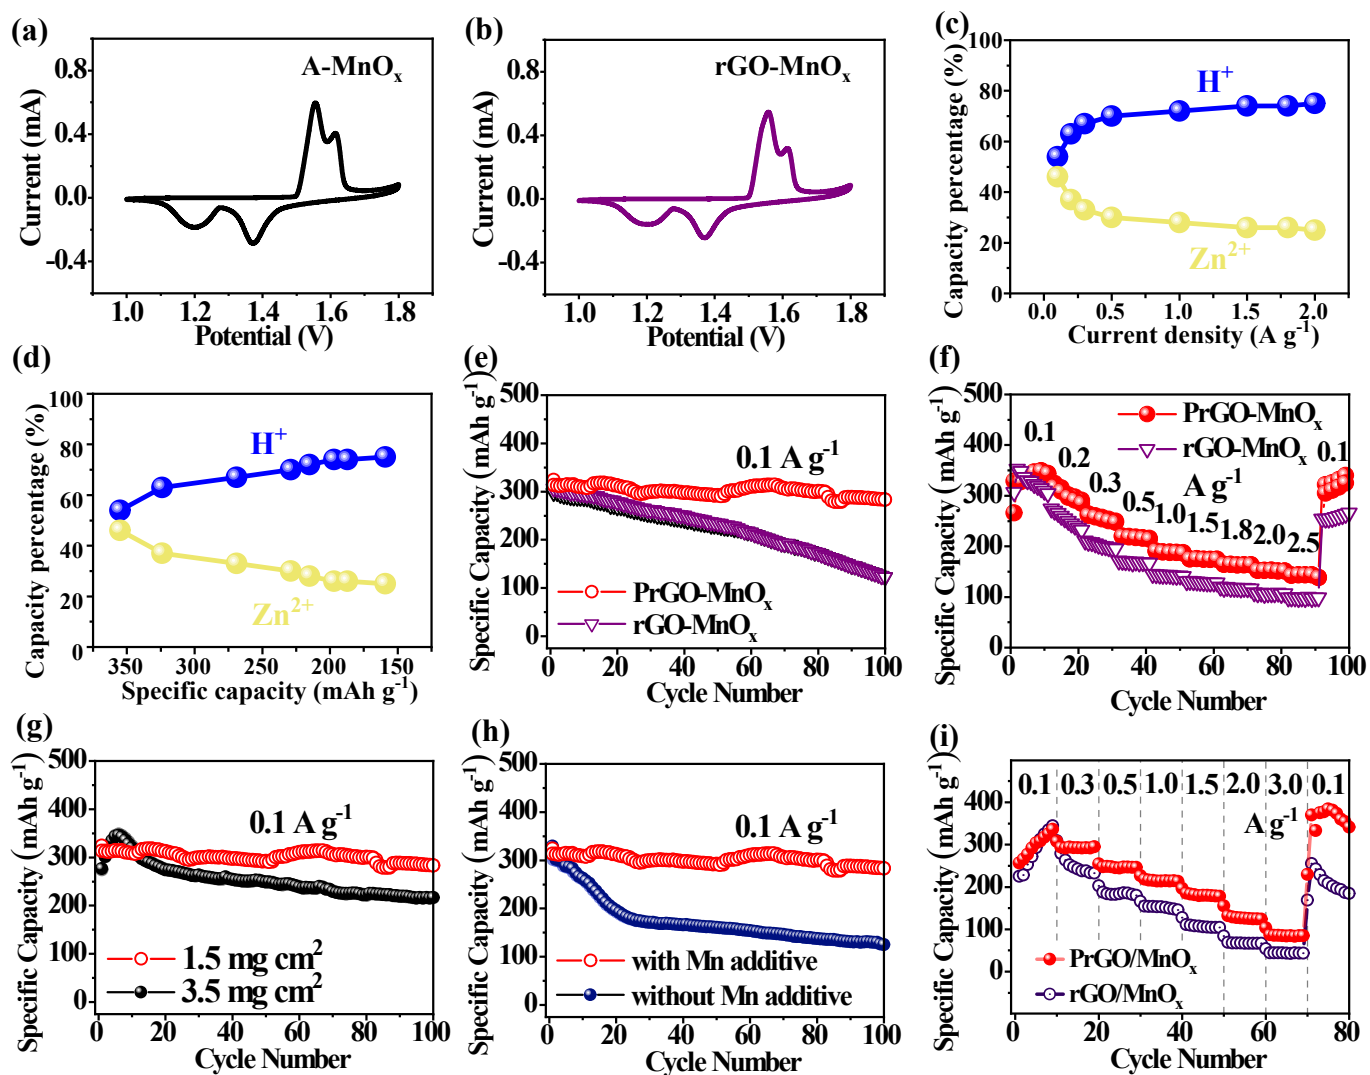 (a)
A-MnOₓ
Current (mA)
0.8
0.4
0.0
-0.4
1.0
1.2
1.4
1.6
1.8
Potential (V)
(b)
rGO-MnOₓ
Current (mA)
0.8
0.4
0.0
-0.4
1.0
1.2
1.4
1.6
1.8
Potential (V)
(c)
H⁺
Zn²⁺
Capacity percentage (%)
100
80
60
40
20
0
0.0
0.5
1.0
1.5
2.0
Current density (A g⁻¹)
(d)
H⁺
Zn²⁺
Capacity percentage (%)
100
80
60
40
20
0
350
300
250
200
150
Specific capacity (mAh g⁻¹)
(e)
0.1 A g⁻¹
PrGO-MnOₓ
rGO-MnOₓ
Specific Capacity (mAh g⁻¹)
500
400
300
200
100
0
0
20
40
60
80
100
Cycle Number
(f)
PrGO-MnOₓ
rGO-MnOₓ
0.1
0.2
0.3
0.5
1.0
1.5
1.8
2.0
2.5
0.1
A g⁻¹
Specific Capacity (mAh g⁻¹)
500
400
300
200
100
0
0
20
40
60
80
100
Cycle Number
(g)
0.1 A g⁻¹
1.5 mg cm²
3.5 mg cm²
Specific Capacity (mAh g⁻¹)
500
400
300
200
100
0
0
20
40
60
80
100
Cycle Number
(h)
0.1 A g⁻¹
with Mn additive
without Mn additive
Specific Capacity (mAh g⁻¹)
500
400
300
200
100
0
0
20
40
60
80
100
Cycle Number
(i)
0.1
0.3
0.5
1.0
1.5
2.0
3.0
0.1
A g⁻¹
PrGO/MnOₓ
rGO/MnOₓ
Specific Capacity (mAh g⁻¹)
400
300
200
100
0
0
20
40
60
80
Cycle Number